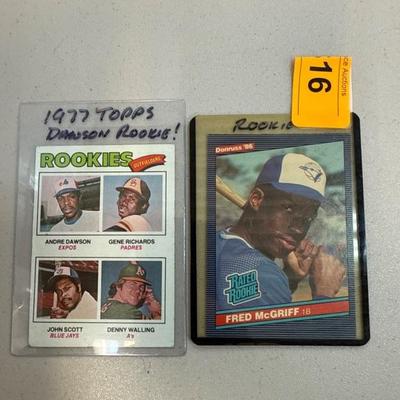 1977 TOPPS
DAWSON ROOKIE!
ROOKIES
OUTFIELDERS
ANDRE DAWSON
EXPOS
GENE RICHARDS
PADRES
JOHN SCOTT
BLUE JAYS
DENNY WALLING
A's
Auctions
16
ROOKIE
Donruss '86
RATED
ROOKIE
FRED McGRIFF 1B